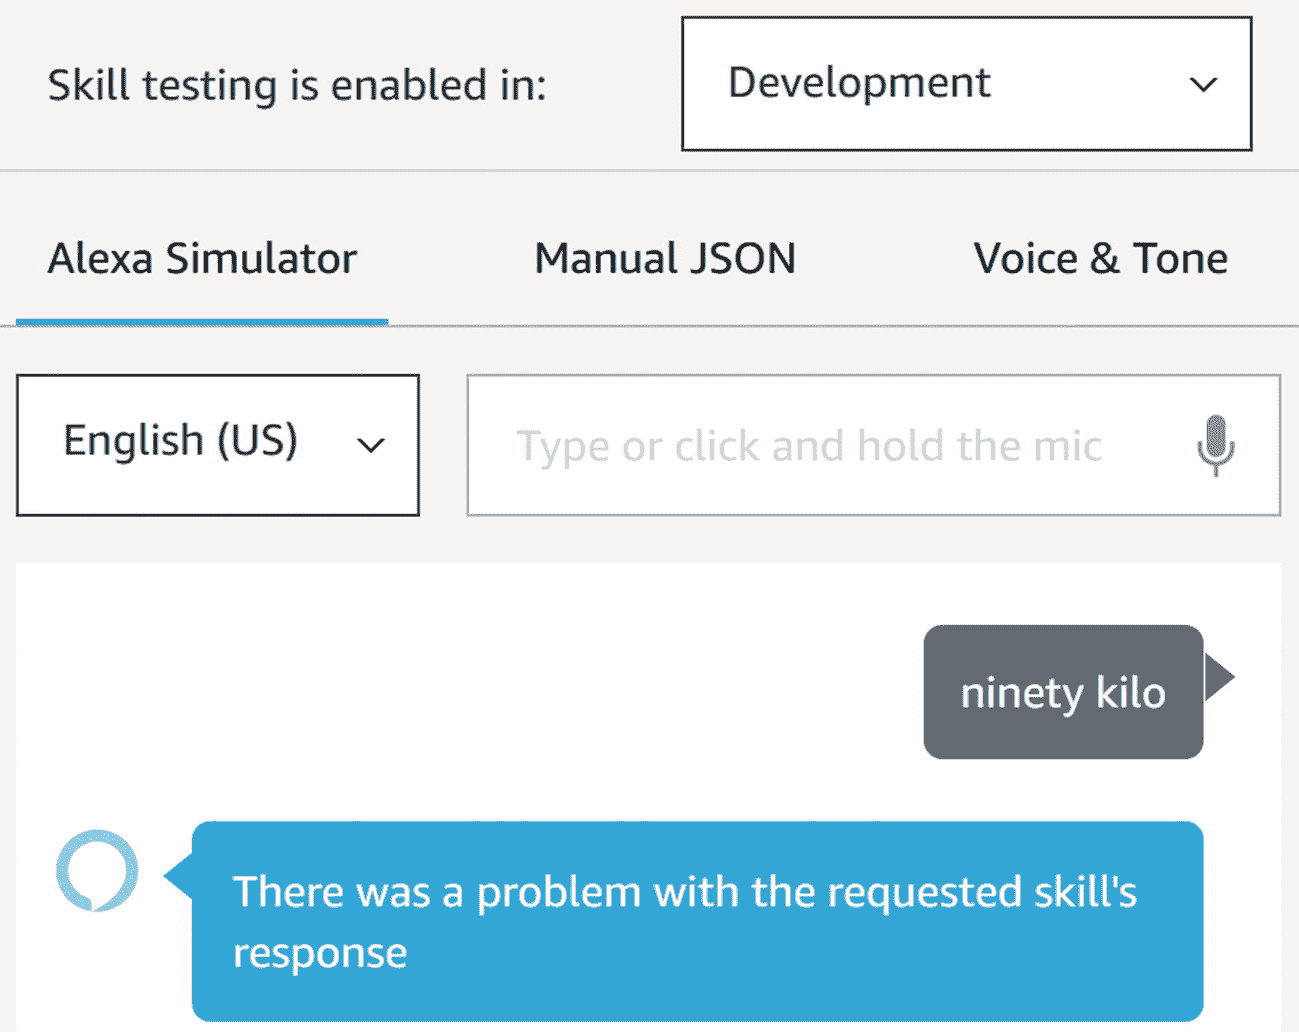 Skill testing is enabled in:
Development
Alexa Simulator
Manual JSON
Voice & Tone
English (US)
Type or click and hold the mic
ninety kilo
There was a problem with the requested skill's
response